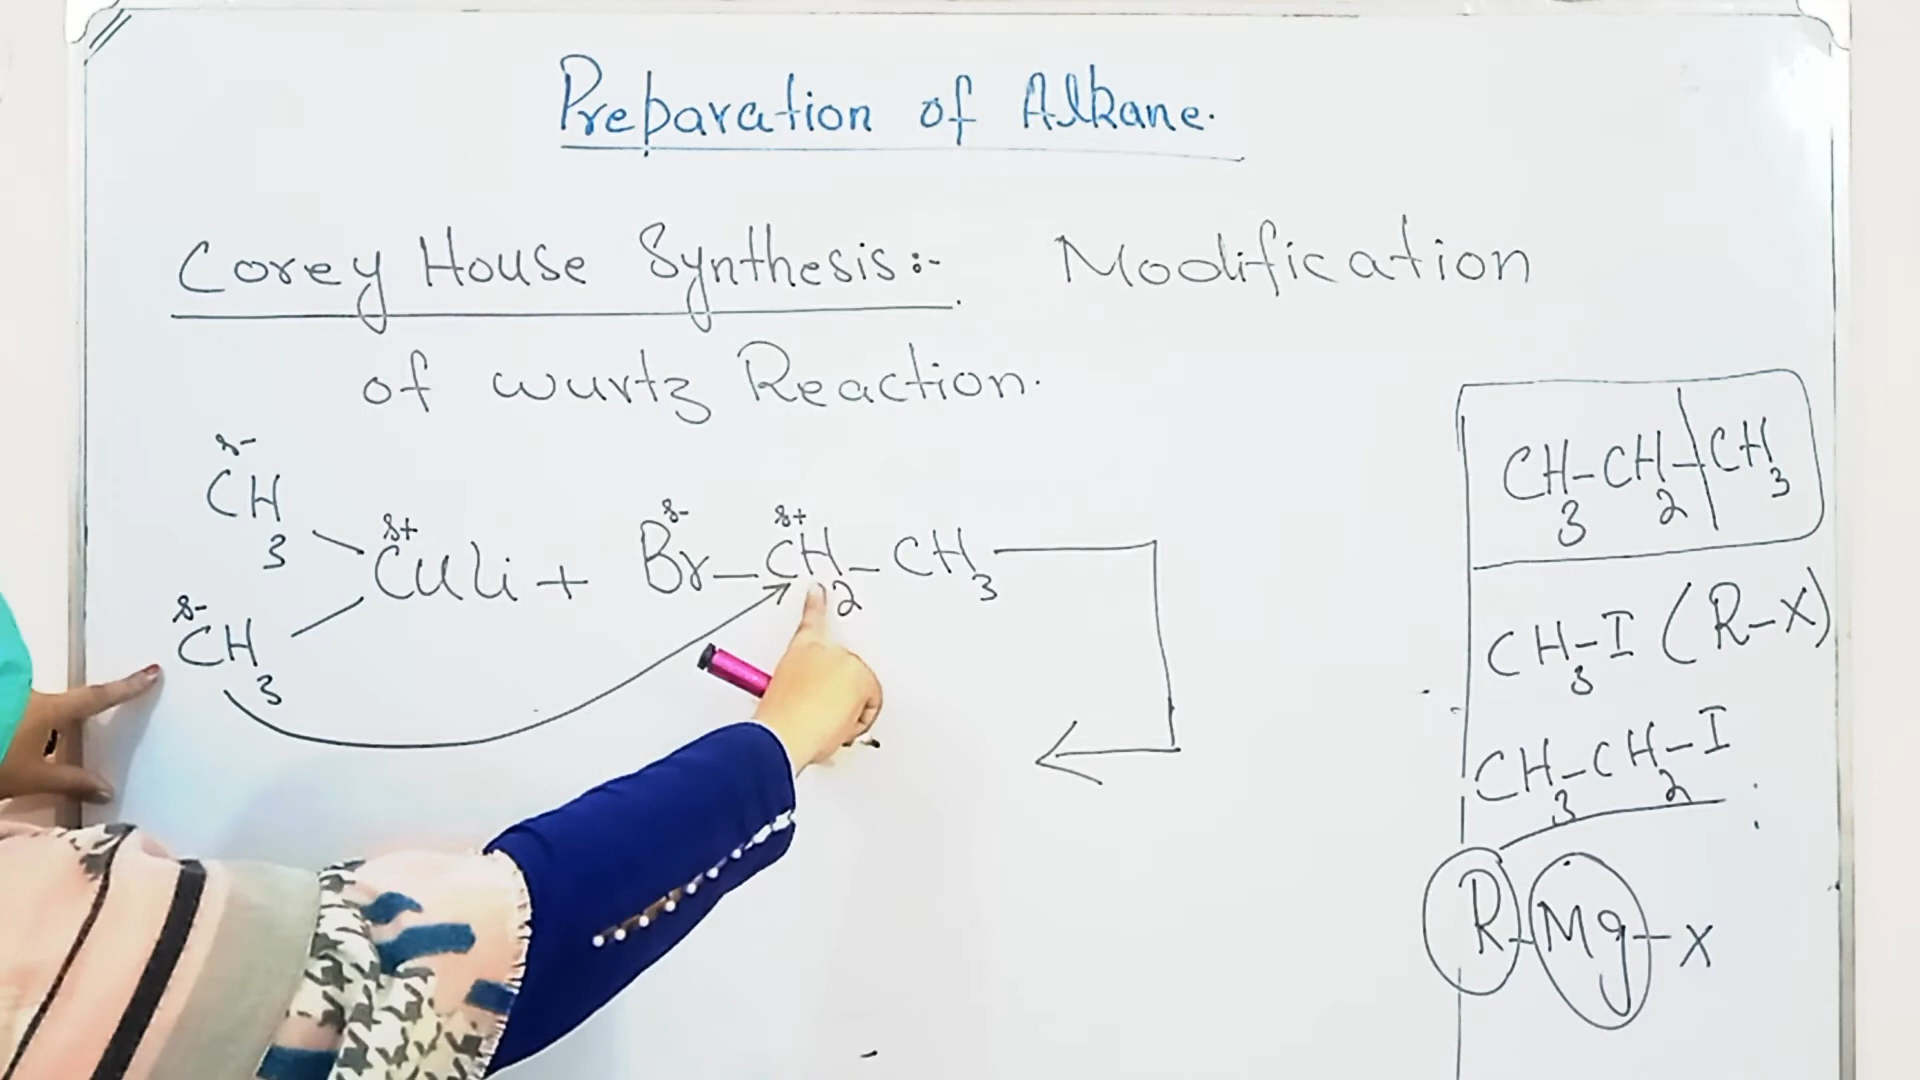 Preparation of Alkane.
Corey House Synthesis:- Modification
of wurtz Reaction.
δ-
CH3
δ+
CuLi + Br-CH2-CH3
δ- δ+
δ-
CH3
CH3-CH2-CH3
CH3-I (R-X)
CH3-CH2-I
R-Mg-X